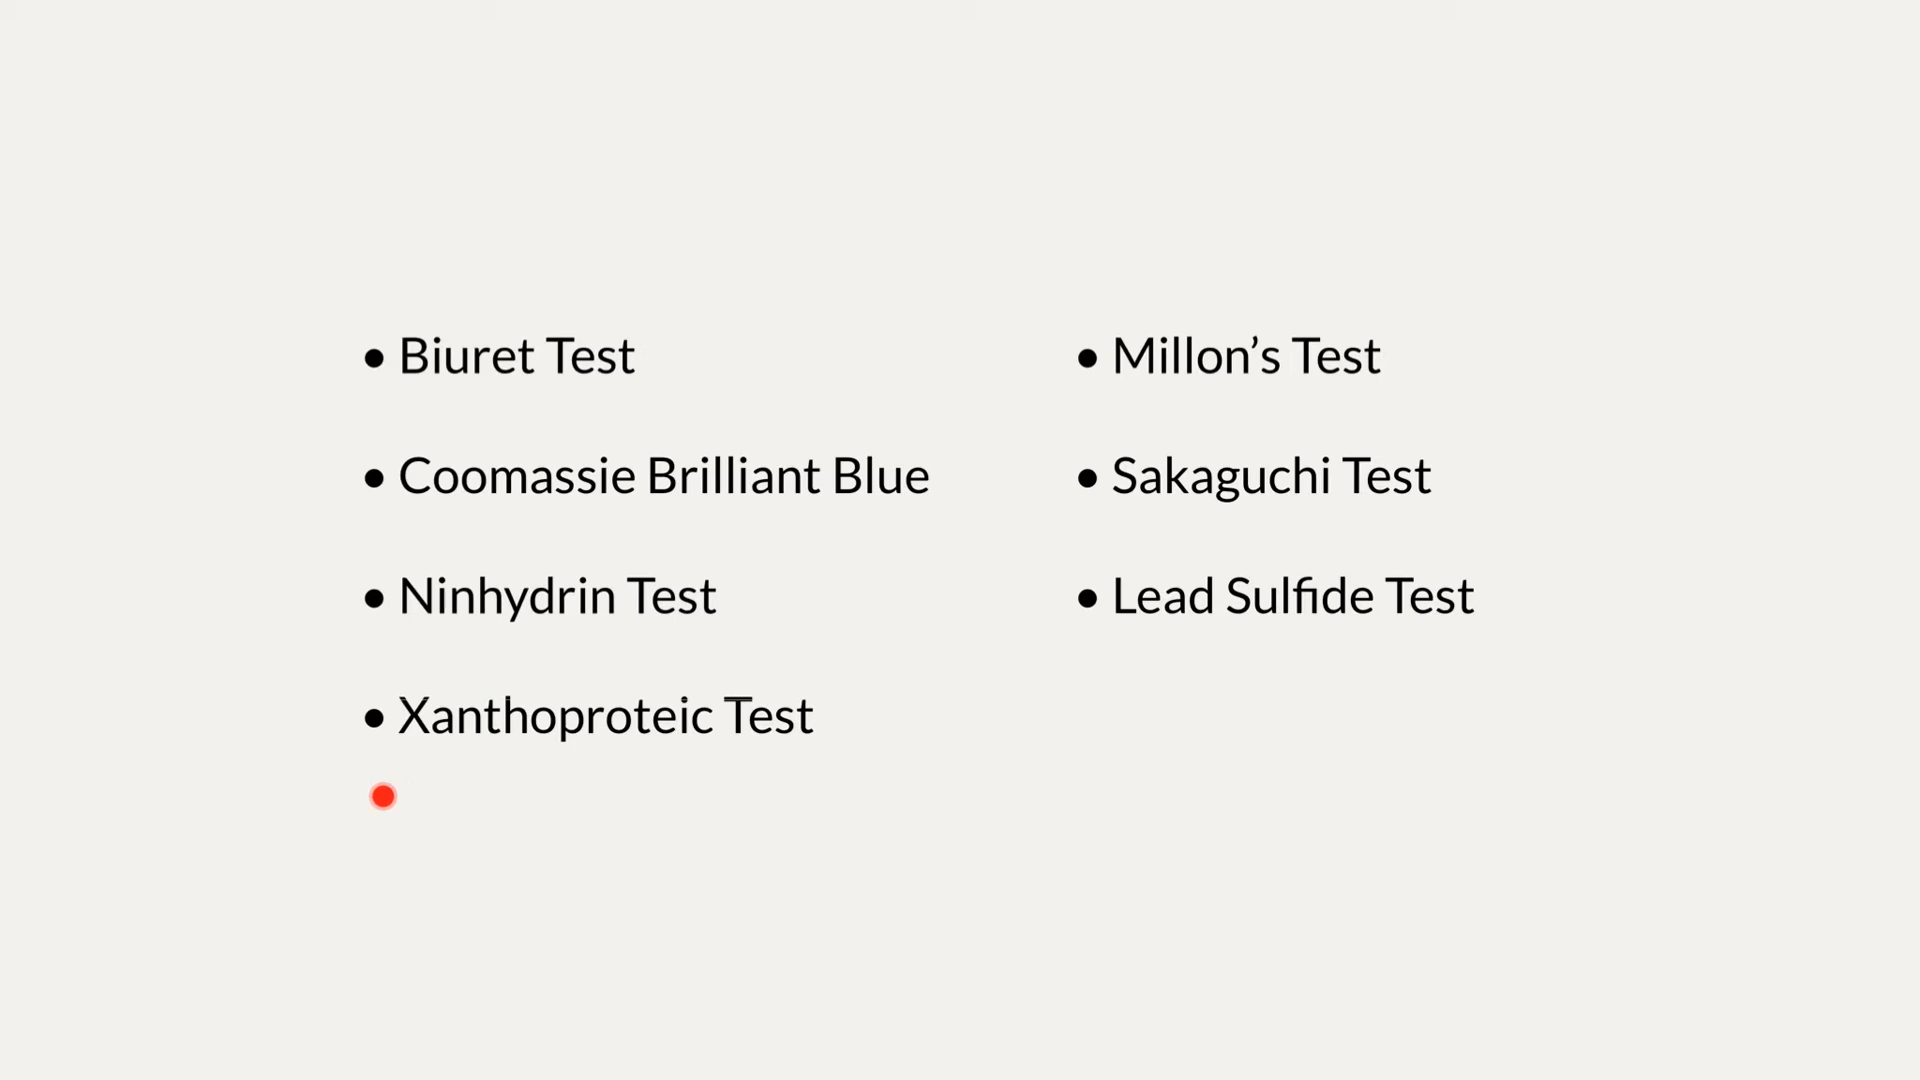 • Biuret Test
• Coomassie Brilliant Blue
• Ninhydrin Test
• Xanthoproteic Test
• Millon’s Test
• Sakaguchi Test
• Lead Sulfide Test